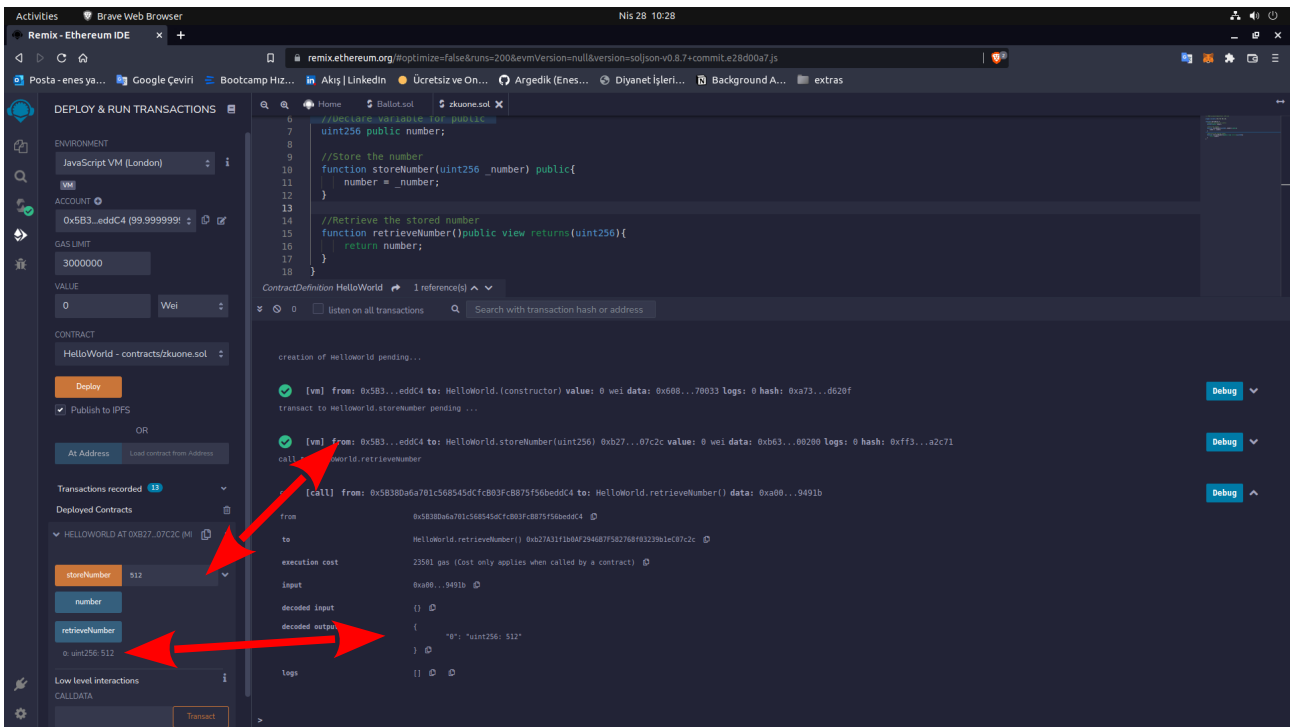 Activities Brave Web Browser Nis 28 10:28
Remix - Ethereum IDE × +
remix.ethereum.org/#optimize=false&runs=200&evmVersion=null&version=soljson-v0.8.7+commit.e28d00a7.js
Posta - enes ya... Google Çeviri Bootcamp Hız... Akış | LinkedIn Ücretsiz ve On... Argedik (Enes... Diyanet İşleri... Background A... extras
DEPLOY & RUN TRANSACTIONS
ENVIRONMENT
JavaScript VM (London)
VM
ACCOUNT
0x5B3...eddC4 (99.9999999
GAS LIMIT
3000000
VALUE
0 Wei
CONTRACT
HelloWorld - contracts/zkuone.sol
Deploy
Publish to IPFS
OR
At Address Load contract from Address
Transactions recorded 13
Deployed Contracts
HELLOWORLD AT 0XB27...07C2C (M
storeNumber 512
number
retrieveNumber
0: uint256: 512
Low level interactions
CALLDATA
Transact
Home Ballot.sol zkuone.sol
6 //Declare variable for public
7 uint256 public number;
8
9 //Store the number
10 function storeNumber(uint256 _number) public{
11 number = _number;
12 }
13
14 //Retrieve the stored number
15 function retrieveNumber()public view returns(uint256){
16 return number;
17 }
18 }
ContractDefinition HelloWorld 1 reference(s)
0 listen on all transactions Search with transaction hash or address
creation of HelloWorld pending...
[vm] from: 0x5B3...eddC4 to: HelloWorld.(constructor) value: 0 wei data: 0x608...70033 logs: 0 hash: 0xa73...d620f Debug
transact to HelloWorld.storeNumber pending ...
[vm] from: 0x5B3...eddC4 to: HelloWorld.storeNumber(uint256) 0xb27...07c2c value: 0 wei data: 0xb63...00200 logs: 0 hash: 0xff3...a2c71 Debug
call World.retrieveNumber
[call] from: 0x5B38Da6a701c568545dCfcB03FcB875f56beddC4 to: HelloWorld.retrieveNumber() data: 0xa00...9491b Debug
from 0x5B38Da6a701c568545dCfcB03FcB875f56beddC4
to HelloWorld.retrieveNumber() 0xb27A31f1b0AF2946B7F582768f03239b1eC07c2c
execution cost 23501 gas (Cost only applies when called by a contract)
input 0xa00...9491b
decoded input {}
decoded output {
"0": "uint256: 512"
}
logs []
>